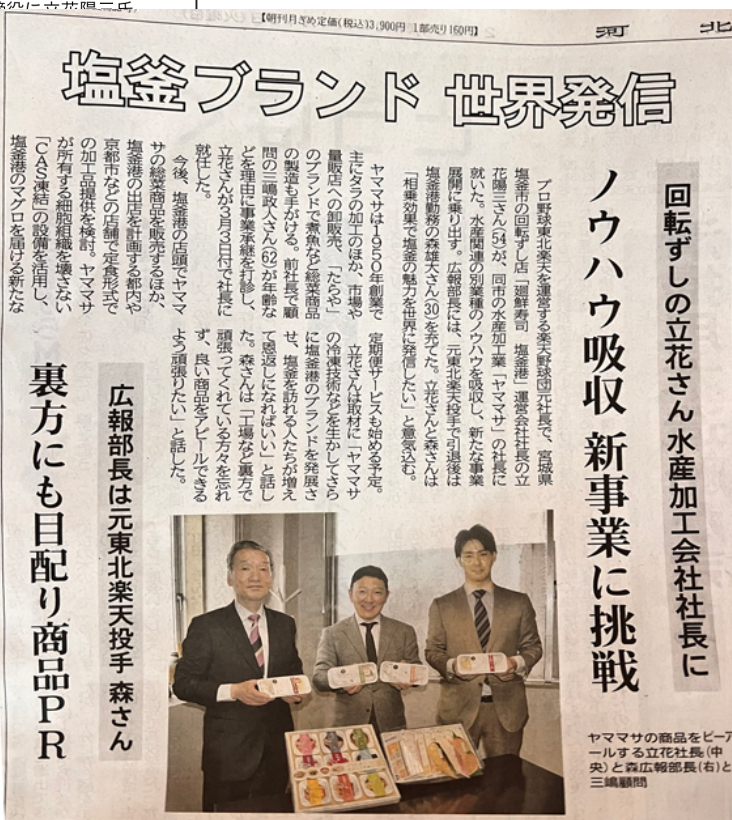 【朝刊月ぎめ定価(税込)3,900円 1部売り160円】
河北
塩釜ブランド 世界発信
回転ずしの立花さん 水産加工会社社長に
ノウハウ吸収 新事業に挑戦
プロ野球東北楽天を運営する楽天野球団元社長で、宮城県
塩釜市の回転ずし店「廻鮮寿司 塩釜港」運営会社社長の立
花陽三さん(54)が、同市の水産加工業「ヤママサ」の社長に
就いた。水産関連の別業種のノウハウを吸収し、新たな事業
展開に乗り出す。広報部長には、元東北楽天投手で引退後は
塩釜港勤務の森雄大さん(30)を充てた。立花さんと森さんは
「相乗効果で塩釜の魅力を世界に発信したい」と意気込む。
ヤママサは1950年創業で
主にタラの加工のほか、市場や
量販店への卸販売、「たらや」
のブランドで煮魚など総菜商品
の製造も手がける。前社長で顧
問の三嶋政人さん(62)が年齢な
どを理由に事業承継を打診し、
立花さんが3月3日付で社長に
就任した。
今後、塩釜港の店頭でヤママ
サの総菜商品を販売するほか、
塩釜港の出店を計画する都内や
京都市などの店舗で定食形式で
の加工品提供を検討。ヤママサ
が所有する細胞組織を壊さない
「CAS凍結」の設備を活用し、
塩釜港のマグロを届ける新たな
定期便サービスも始める予定。
立花さんは取材に「ヤママサ
の冷凍技術などを生かしてさら
に塩釜港のブランドを発展さ
せ、塩釜を訪れる人たちが増え
て恩返しになればいい」と話し
た。森さんは「工場など裏方で
頑張ってくれている方々を忘れ
ず、良い商品をアピールできる
よう頑張りたい」と話した。
広報部長は元東北楽天投手 森さん
裏方にも目配り商品PR
ヤママサの商品をピーア
ールする立花社長(中
央)と森広報部長(右)と
三嶋顧問